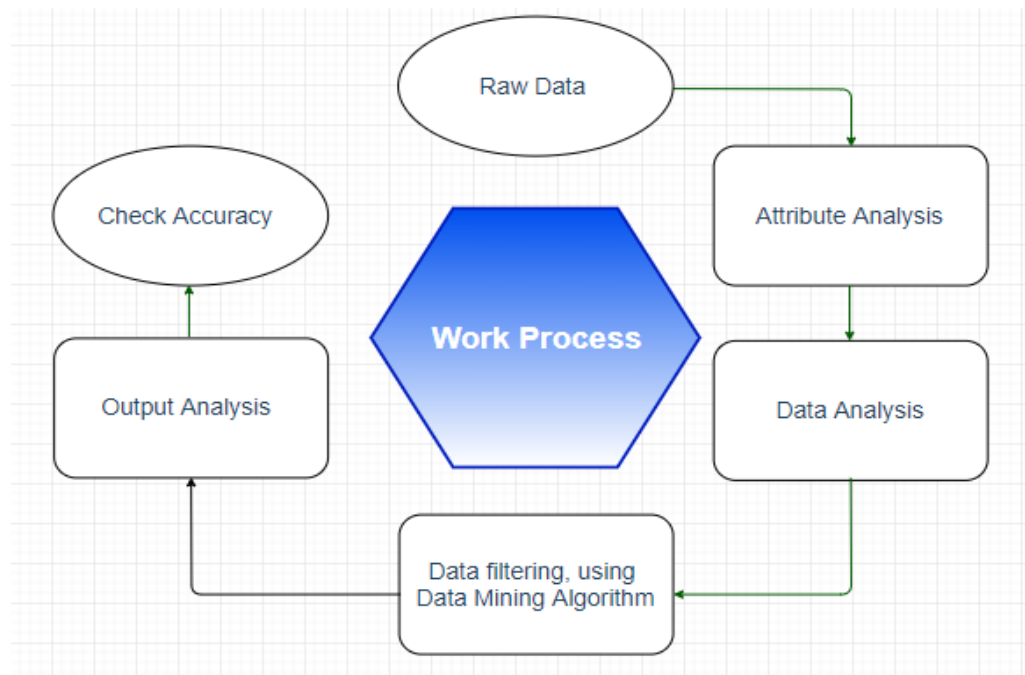 Raw Data
Attribute Analysis
Check Accuracy
Work Process
Output Analysis
Data Analysis
Data filtering, using
Data Mining Algorithm